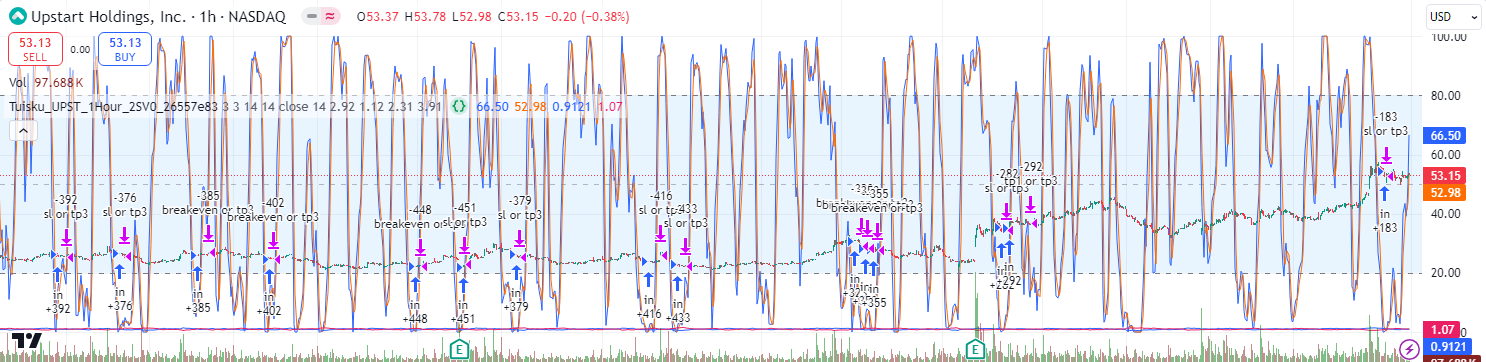 Upstart Holdings, Inc. · 1h · NASDAQ O53.37 H53.78 L52.98 C53.15 −0.20 (−0.38%)
USD
53.13 SELL
0.00
53.13 BUY
Vol 97.688 K
Tuisku_UPST_1Hour_2SV0_26557e83 3 3 14 14 close 14 2.92 1.12 2.31 3.91 {} 66.50 52.98 0.9121 1.07
100.00
80.00
66.50
60.00
53.15
52.98
40.00
20.00
1.07
0.9121
97.688 K
-392
sl or tp3
in
+392
-376
sl or tp3
in
+376
-385
breakeven or tp3
in
+385
-402
breakeven or tp3
in
+402
-448
breakeven or
in
+448
-451
sl or tp3
in
+451
-379
sl or tp3
in
+379
-416
sl or tp3
in
+416
-433
sl or tp3
in
+433
-355
breakeven or tp3
in
+355
-282
sl or tp3
in
-292
tp1 or tp3
in
+292
-183
sl or tp3
in
+183
E
E